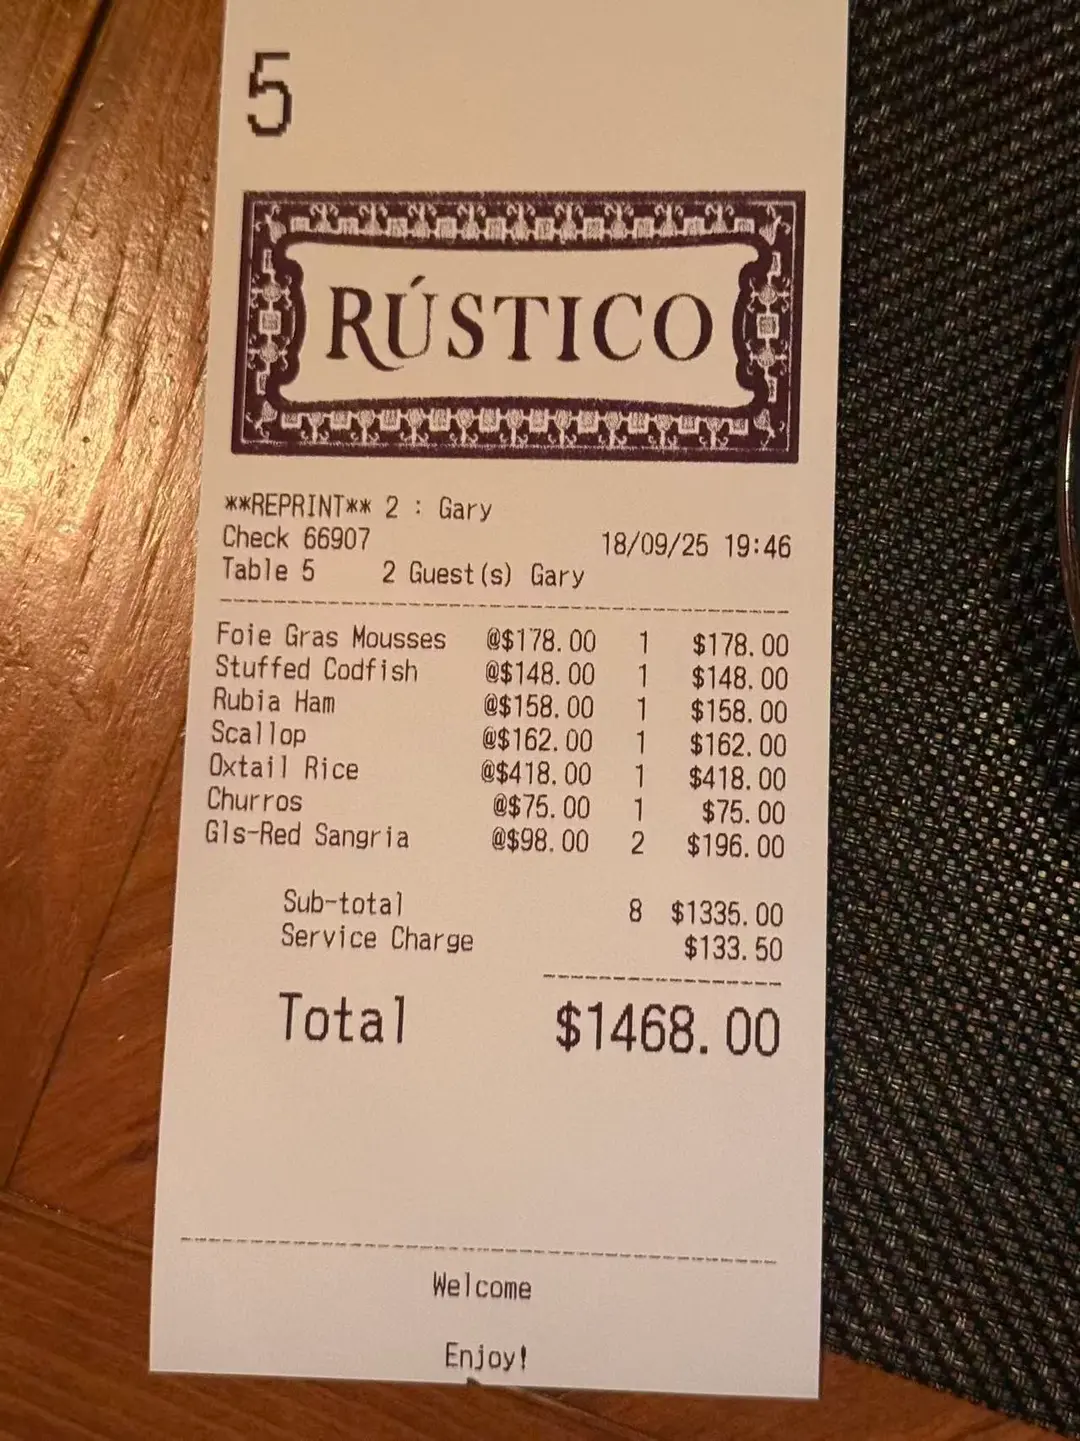 5
RÚSTICO
**REPRINT** 2 : Gary
Check 66907 18/09/25 19:46
Table 5 2 Guest(s) Gary
Foie Gras Mousses @$178.00 1 $178.00
Stuffed Codfish @$148.00 1 $148.00
Rubia Ham @$158.00 1 $158.00
Scallop @$162.00 1 $162.00
Oxtail Rice @$418.00 1 $418.00
Churros @$75.00 1 $75.00
Gls-Red Sangria @$98.00 2 $196.00
Sub-total 8 $1335.00
Service Charge $133.50
Total $1468.00
Welcome
Enjoy!